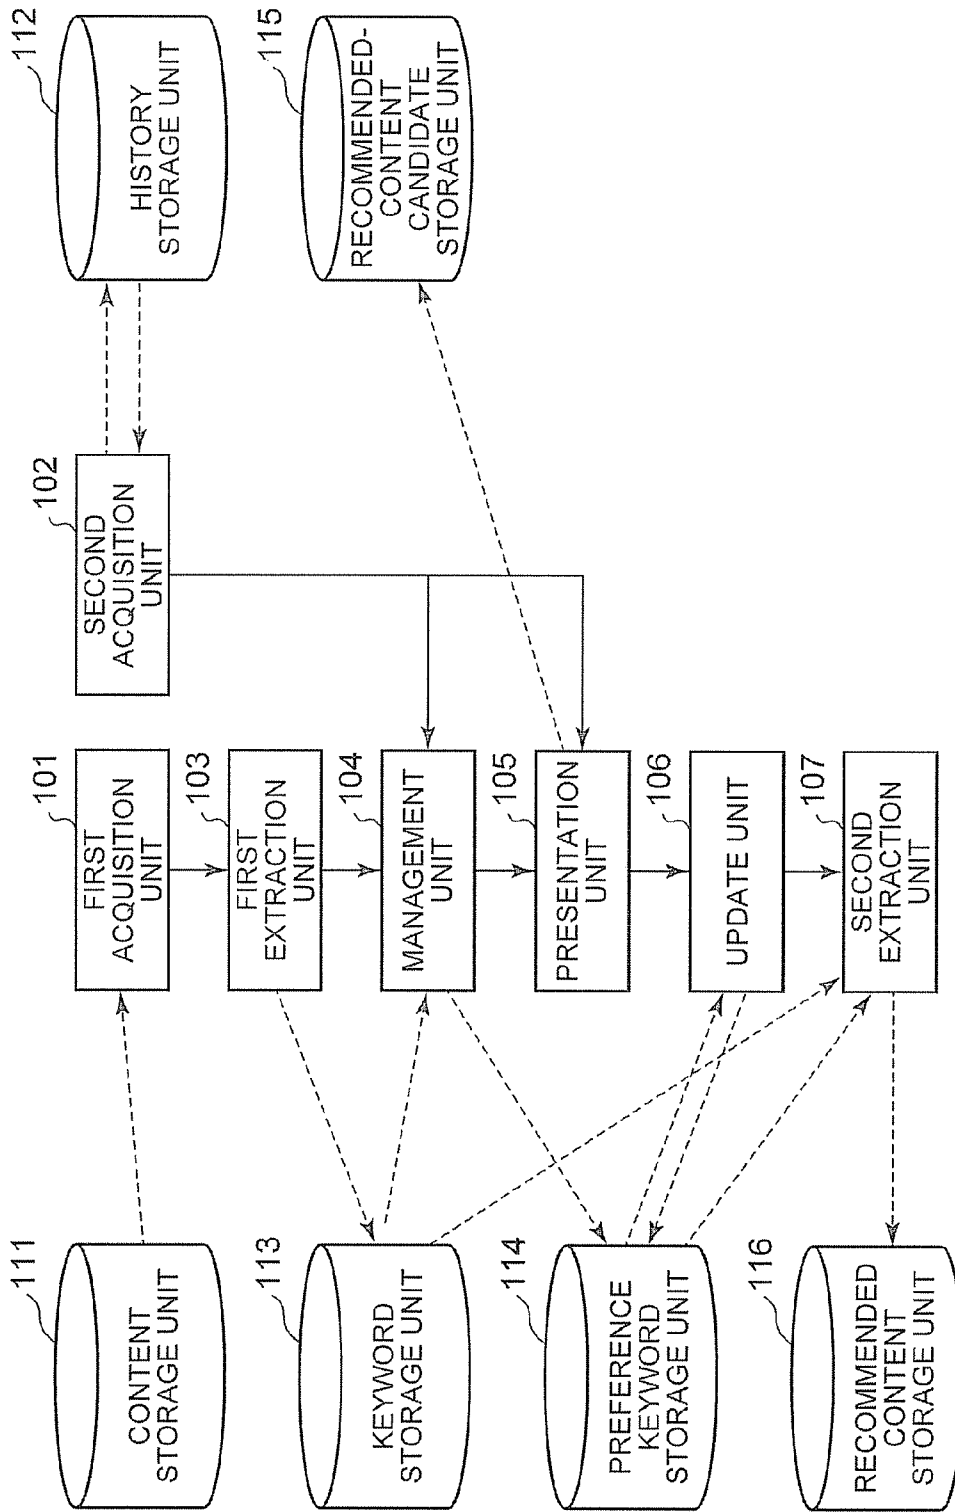 111
CONTENT
STORAGE UNIT
113
KEYWORD
STORAGE UNIT
114
PREFERENCE
KEYWORD
STORAGE UNIT
116
RECOMMENDED
CONTENT
STORAGE UNIT
101
FIRST
ACQUISITION
UNIT
103
FIRST
EXTRACTION
UNIT
104
MANAGEMENT
UNIT
105
PRESENTATION
UNIT
106
UPDATE UNIT
107
SECOND
EXTRACTION
UNIT
102
SECOND
ACQUISITION
UNIT
112
HISTORY
STORAGE UNIT
115
RECOMMENDED-
CONTENT
CANDIDATE
STORAGE UNIT